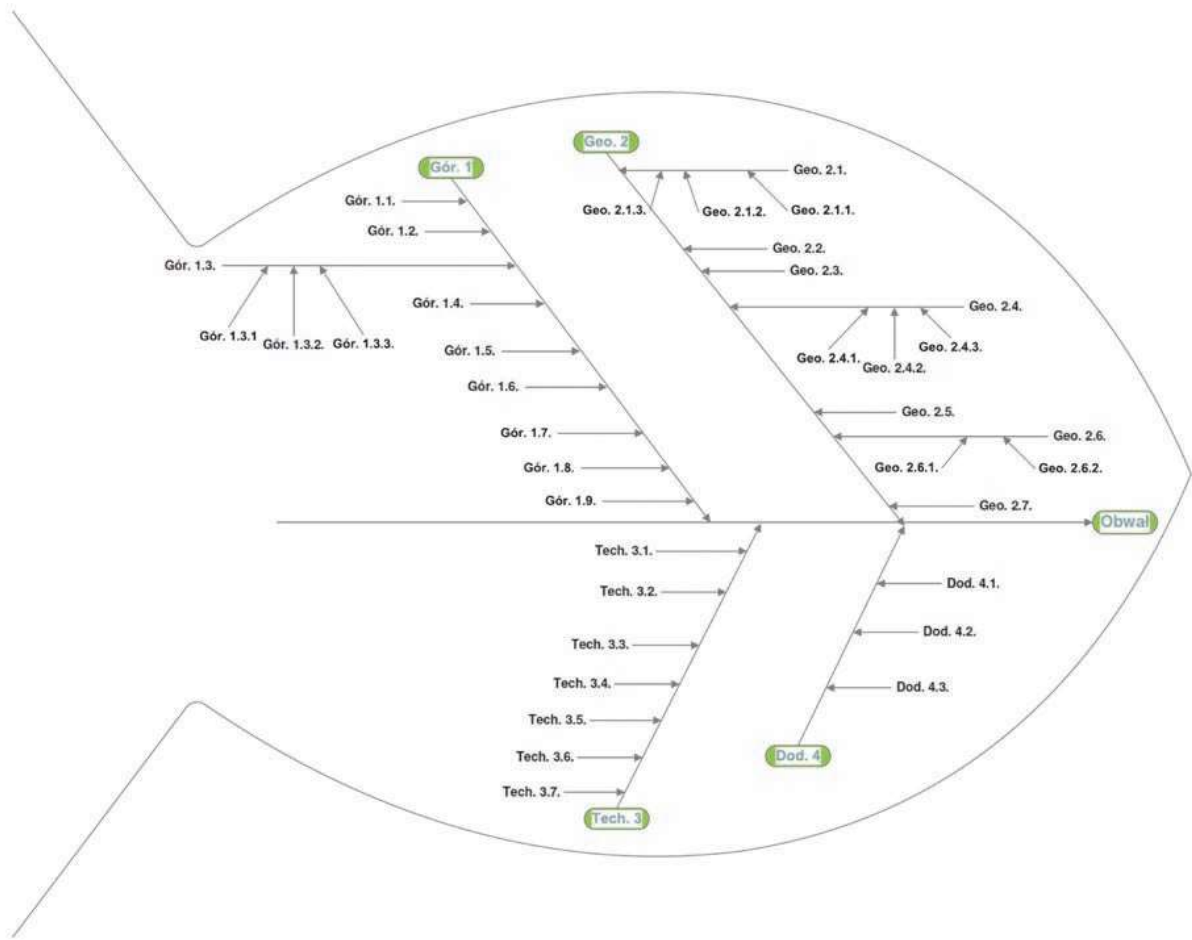 Gór. 1
Gór. 1.1.
Gór. 1.2.
Gór. 1.3.
Gór. 1.3.1
Gór. 1.3.2.
Gór. 1.3.3.
Gór. 1.4.
Gór. 1.5.
Gór. 1.6.
Gór. 1.7.
Gór. 1.8.
Gór. 1.9.
Geo. 2
Geo. 2.1.
Geo. 2.1.3.
Geo. 2.1.2.
Geo. 2.1.1.
Geo. 2.2.
Geo. 2.3.
Geo. 2.4.
Geo. 2.4.1.
Geo. 2.4.2.
Geo. 2.4.3.
Geo. 2.5.
Geo. 2.6.
Geo. 2.6.1.
Geo. 2.6.2.
Geo. 2.7.
Obwał
Tech. 3.1.
Tech. 3.2.
Tech. 3.3.
Tech. 3.4.
Tech. 3.5.
Tech. 3.6.
Tech. 3.7.
Tech. 3
Dod. 4.1.
Dod. 4.2.
Dod. 4.3.
Dod. 4